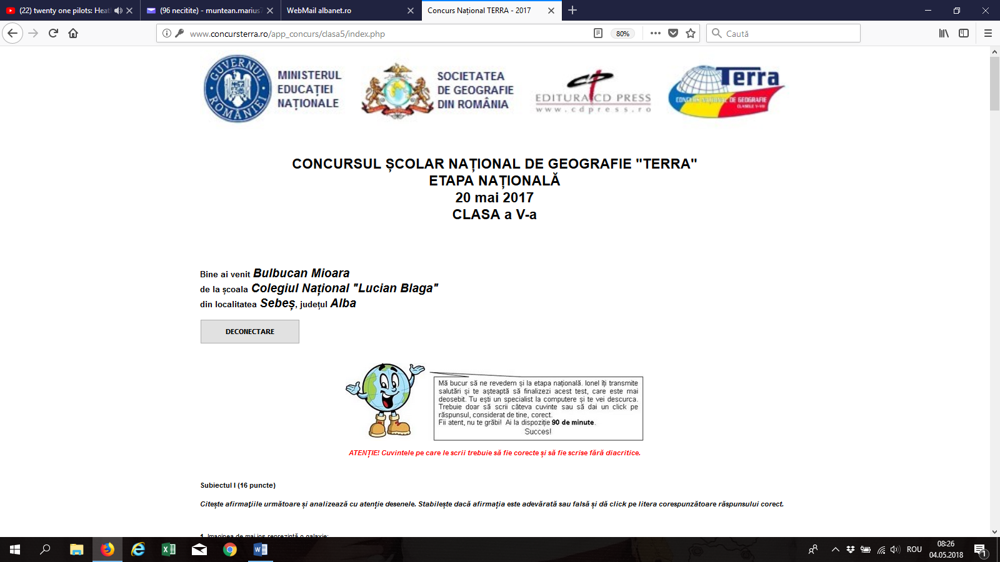 (22) twenty one pilots: Heat
(96 necitite) - muntean.marius
WebMail albanet.ro
Concurs Național TERRA - 2017
www.concursterra.ro/app_concurs/clasa5/index.php
80%
Caută
GUVERNUL ROMÂNIEI
MINISTERUL
EDUCAȚIEI
NAȚIONALE
SOCIETATEA
DE GEOGRAFIE
DIN ROMÂNIA
EDITURA CD PRESS
www.cdpress.ro
Terra
CONCURS NAȚIONAL DE GEOGRAFIE
CONCURSUL ȘCOLAR NAȚIONAL DE GEOGRAFIE "TERRA"
ETAPA NAȚIONALĂ
20 mai 2017
CLASA a V-a
Bine ai venit Bulbucan Mioara
de la școala Colegiul Național "Lucian Blaga"
din localitatea Sebeș, județul Alba
DECONECTARE
Mă bucur să ne revedem și la etapa națională. Ionel îți transmite
salutări și te așteaptă să finalizezi acest test, care este mai
deosebit. Tu ești un specialist la computere și te vei descurca.
Trebuie doar să scrii câteva cuvinte sau să dai un click pe
răspunsul, considerat de tine, corect.
Fii atent, nu te grăbi! Ai la dispoziție 90 de minute.
Succes!
ATENȚIE! Cuvintele pe care le scrii trebuie să fie corecte și să fie scrise fără diacritice.
Subiectul I (16 puncte)
Citește afirmaţiile următoare și analizează cu atenție desenele. Stabilește dacă afirmația este adevărată sau falsă și dă click pe litera corespunzătoare răspunsului corect.
1. Imaginea de mai jos reprezintă o galaxie:
ROU
08:26
04.05.2018
1